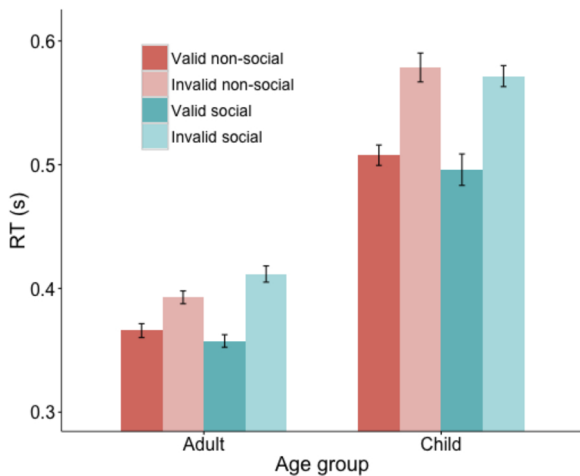 0.6
0.5
0.4
0.3
RT (s)
Valid non-social
Invalid non-social
Valid social
Invalid social
Adult
Child
Age group